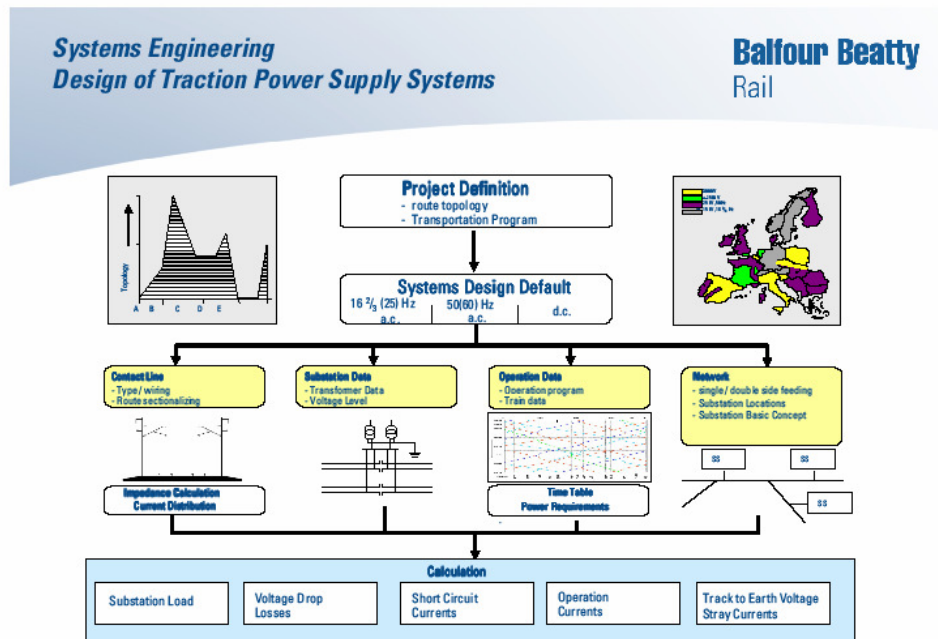 Systems Engineering
Design of Traction Power Supply Systems
Balfour Beatty
Rail
Topology
A B C D E
Project Definition
- route topology
- Transportation Program
Systems Design Default
16 2/3 (25) Hz
a.c.
50(60) Hz
a.c.
d.c.
Contact Line
- Type / wiring
- Route sectionalizing
Substation Data
- Transformer Data
- Voltage Level
Operation Data
- Operation program
- Train data
Network
- single / double side feeding
- Substation Locations
- Substation Basic Concept
SS
SS
SS
Impedance Calculation
Current Distribution
Time Table
Power Requirements
Calculation
Substation Load
Voltage Drop
Losses
Short Circuit
Currents
Operation
Currents
Track to Earth Voltage
Stray Currents